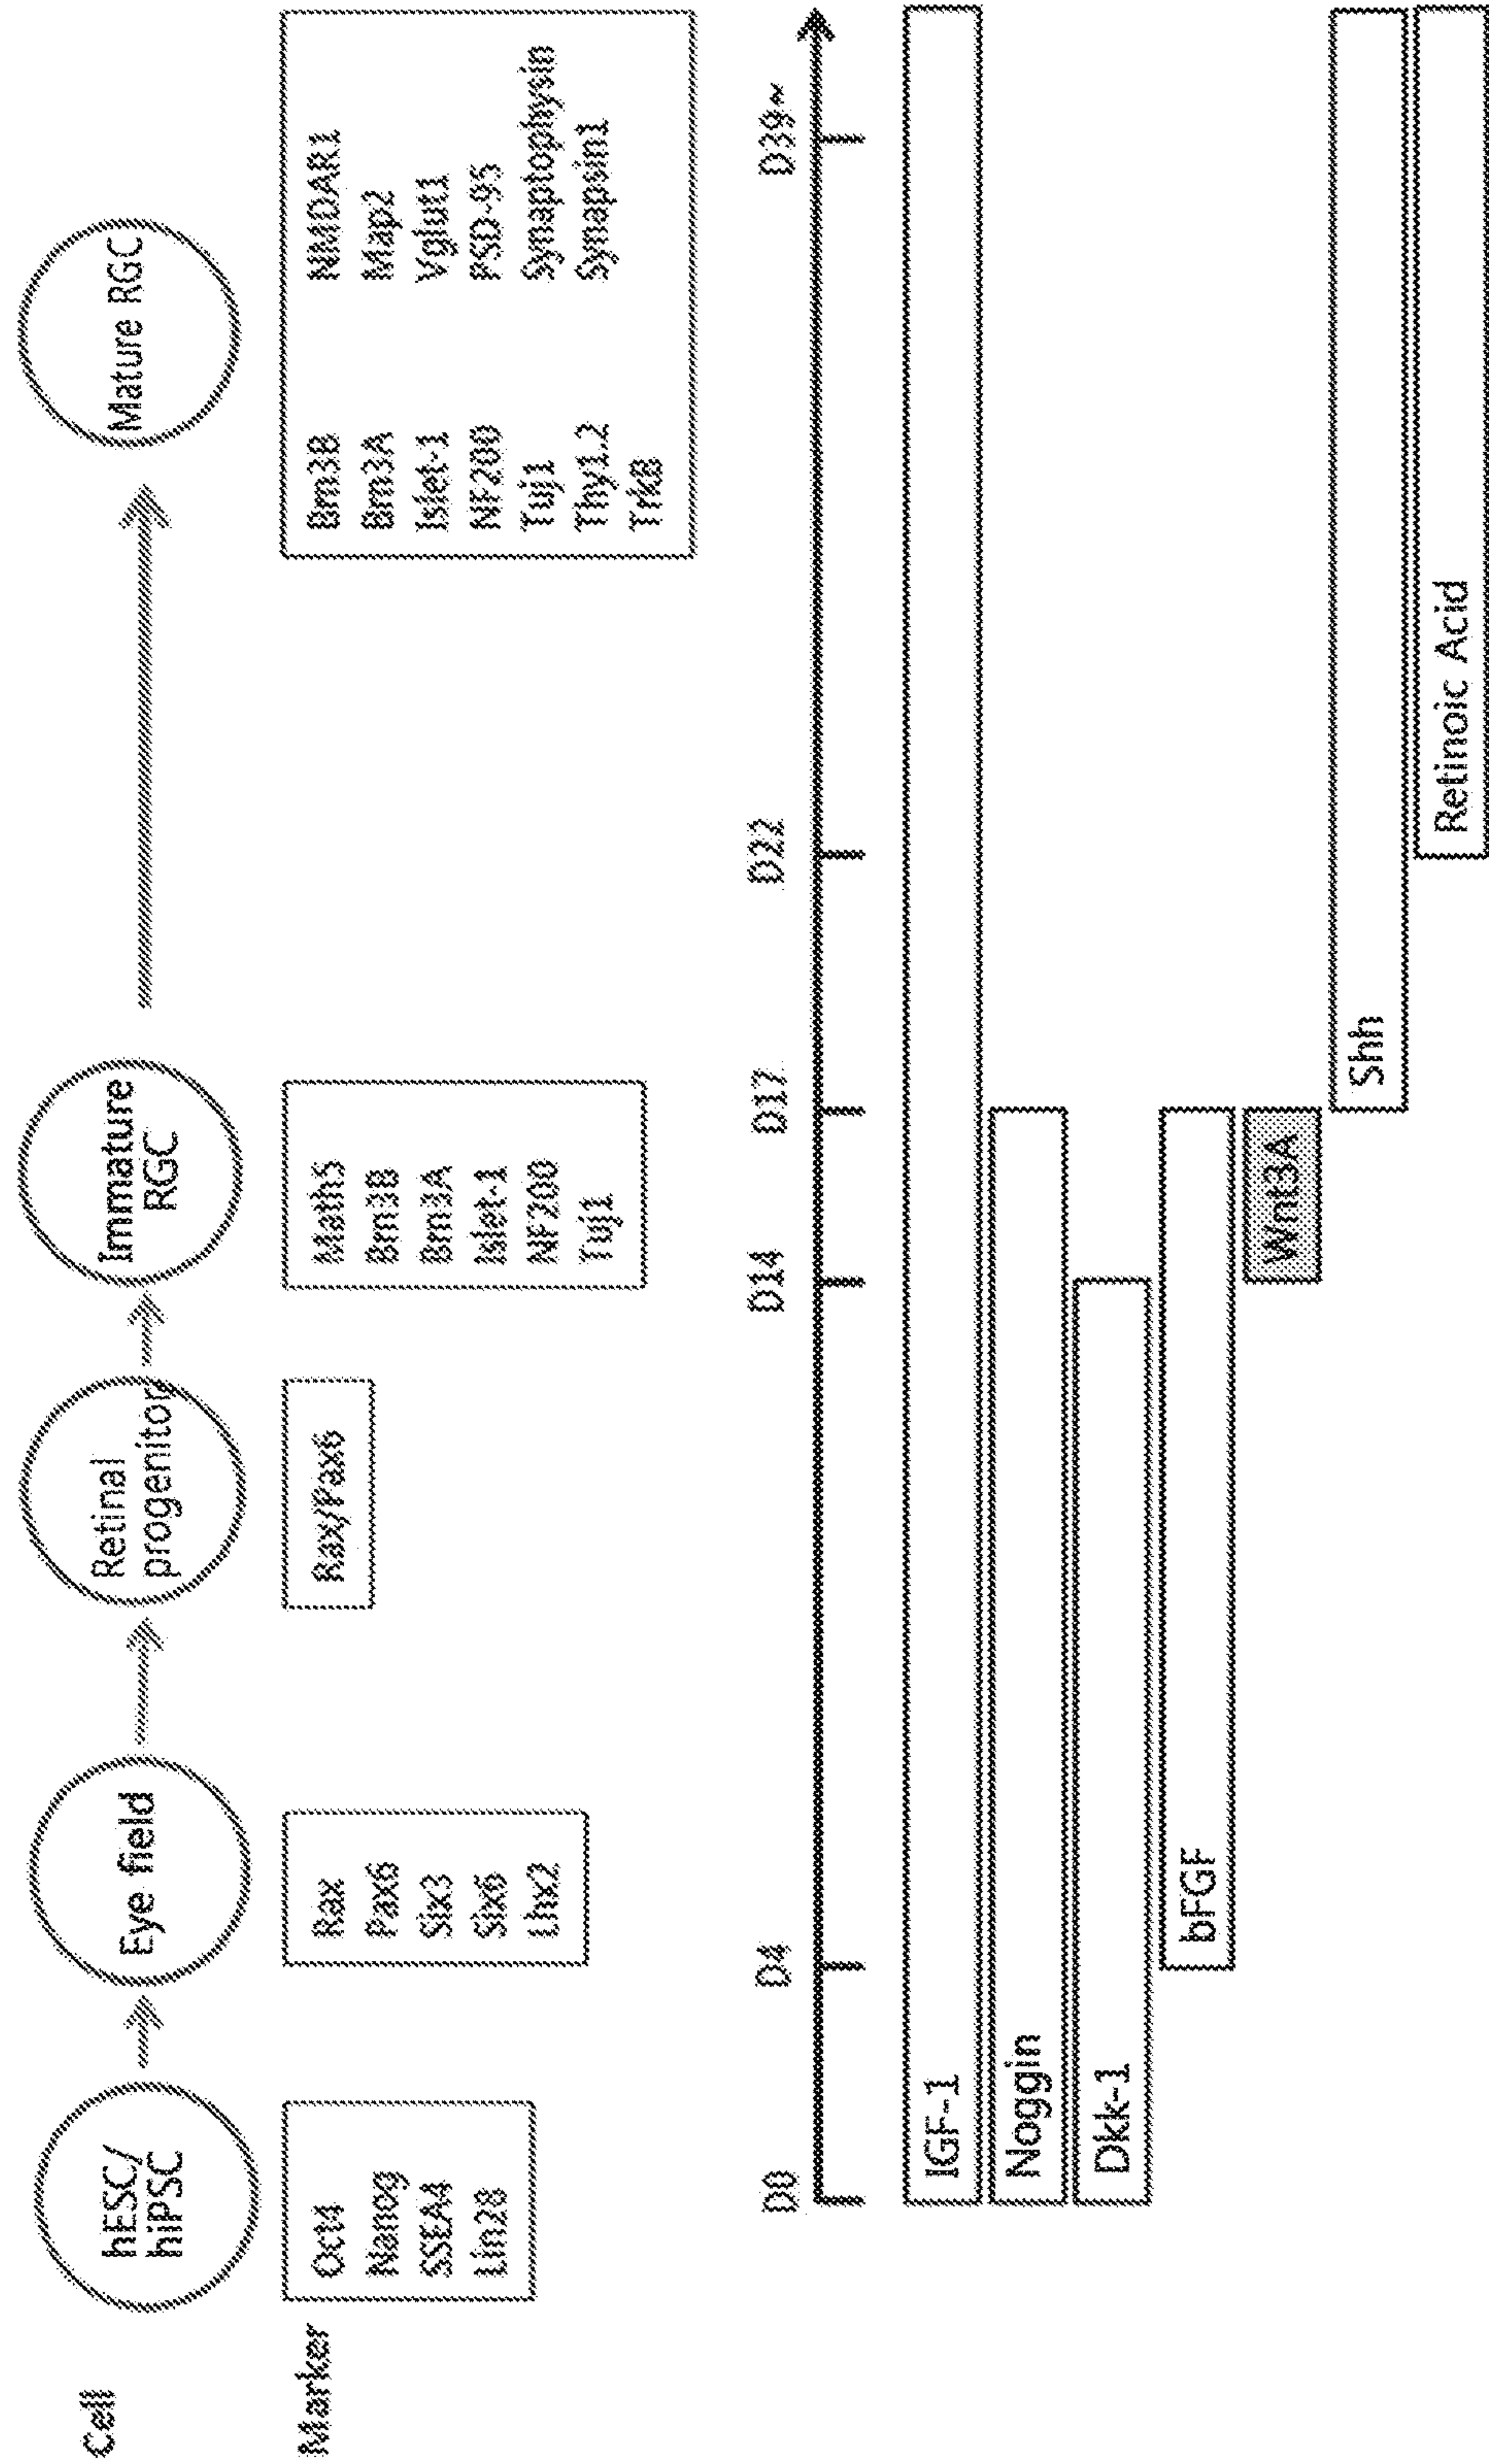 Cell
hESC/
hiPSC
Eye field
Retinal
progenitor
Immature
RGC
Mature RGC
Marker
Oct4
Nanog
SSEA4
Lin28
Rax
Pax6
Six3
Six6
Lhx2
Rax/Pax6
Math5
Brn3B
Brn3A
Islet-1
NF200
Tuj1
Brn3B
Brn3A
Islet-1
NF200
Tuj1
Thy1.2
TrkB
NMDAR1
Map2
Vglut1
PSD-95
Synaptophysin
Synapsin1
D0
D4
D14
D17
D22
D39~
IGF-1
Noggin
Dkk-1
bFGF
Wnt3A
Shh
Retinoic Acid